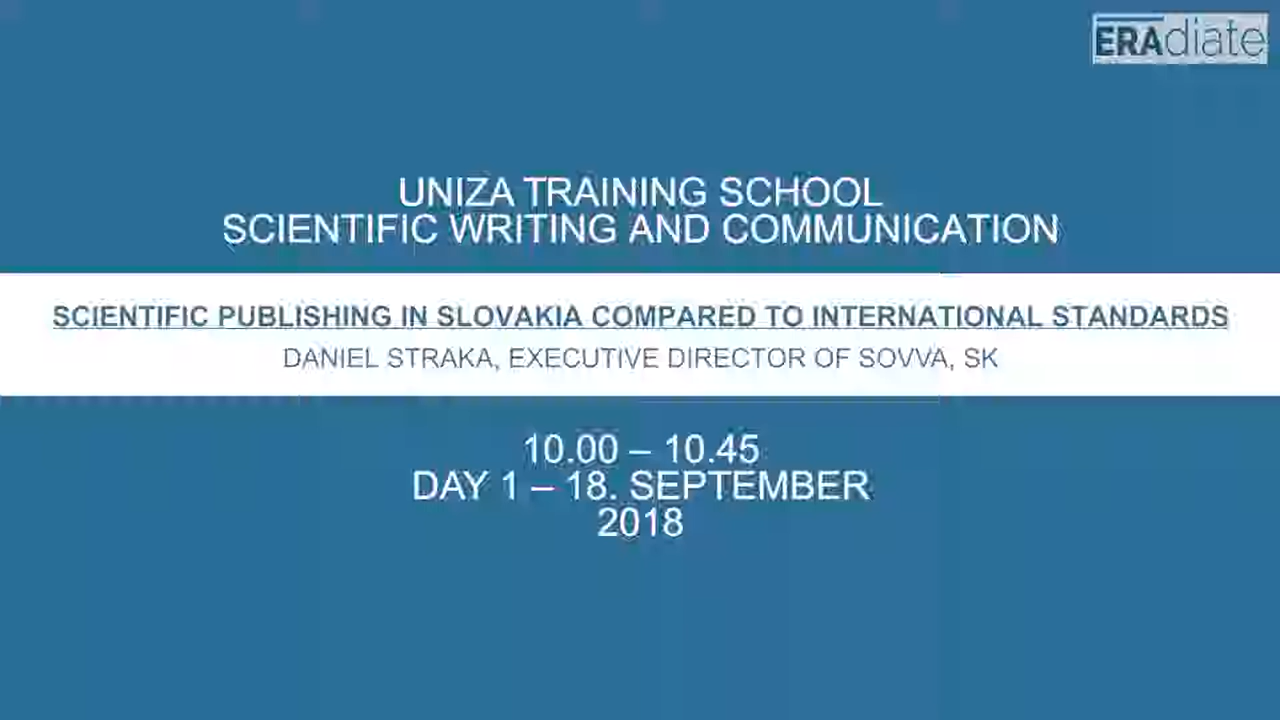 ERAdiate
UNIZA TRAINING SCHOOL
SCIENTIFIC WRITING AND COMMUNICATION
SCIENTIFIC PUBLISHING IN SLOVAKIA COMPARED TO INTERNATIONAL STANDARDS
DANIEL STRAKA, EXECUTIVE DIRECTOR OF SOVVA, SK
10.00 – 10.45
DAY 1 – 18. SEPTEMBER
2018